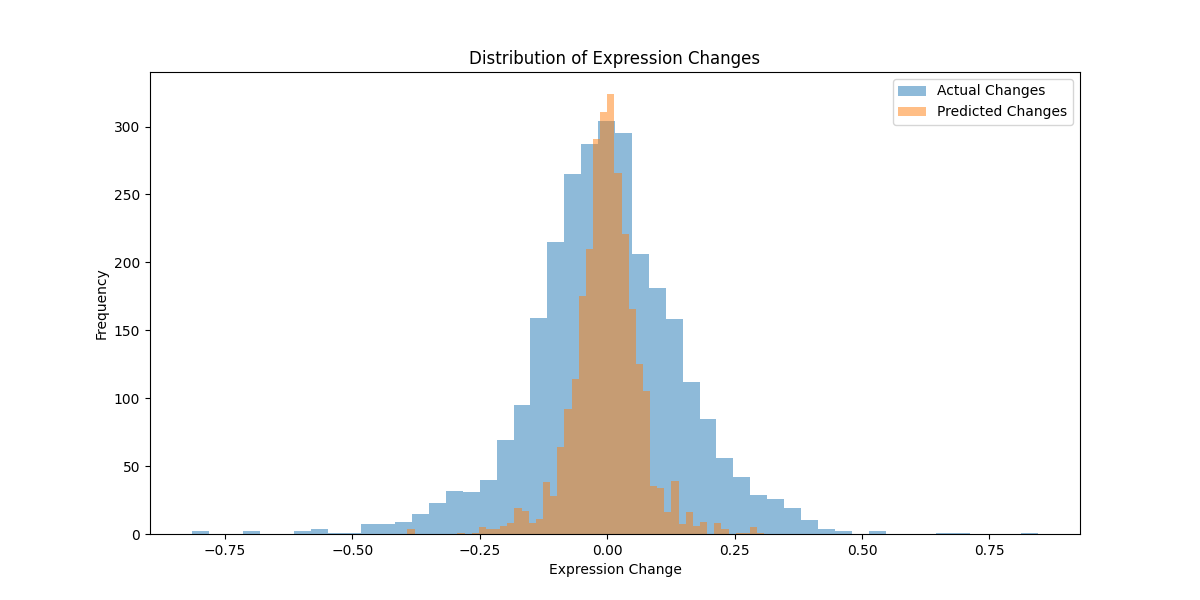 Distribution of Expression Changes
Actual Changes
Predicted Changes
Frequency
300
250
200
150
100
50
0
−0.75 −0.50 −0.25 0.00 0.25 0.50 0.75
Expression Change